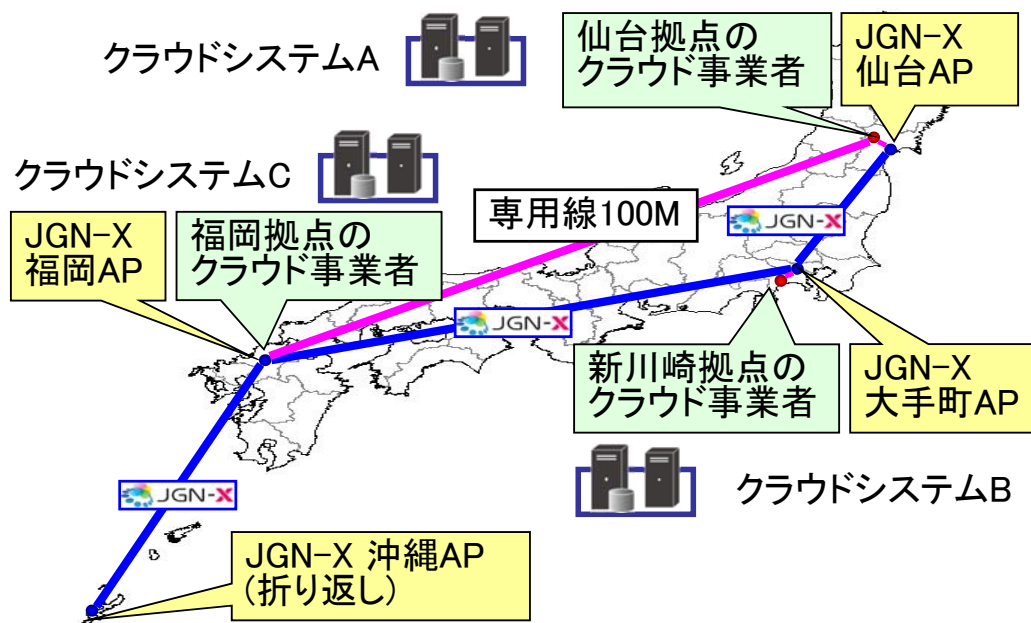 クラウドシステムA
仙台拠点の
クラウド事業者
JGN-X
仙台AP
クラウドシステムC
専用線100M
JGN-X
JGN-X
福岡AP
福岡拠点の
クラウド事業者
JGN-X
新川崎拠点の
クラウド事業者
JGN-X
大手町AP
JGN-X
クラウドシステムB
JGN-X 沖縄AP
(折り返し)